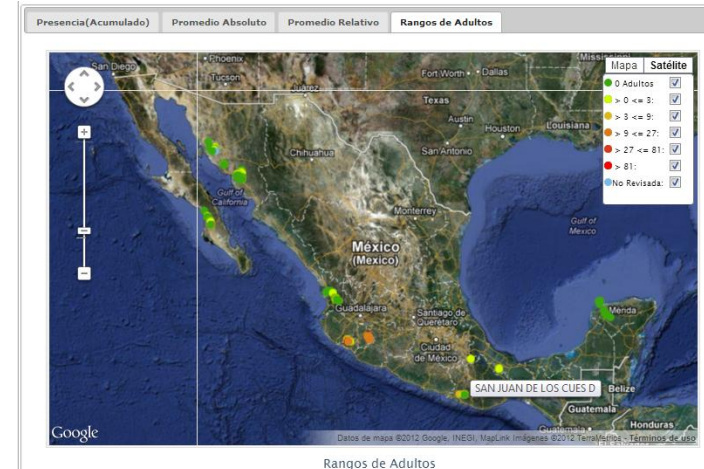 Presencia(Acumulado) Promedio Absoluto Promedio Relativo Rangos de Adultos
Mapa Satélite
0 Adultos
> 0 <= 3:
> 3 <= 9:
> 9 <= 27:
> 27 <= 81:
> 81:
No Revisada:
San Diego
Phoenix
Tucson
Juárez
Fort Worth
Dallas
Texas
Austin
Houston
Louisiana
San Antonio
Chihuahua
Gulf of
California
Monterrey
Gulf of
Mexico
México
(Mexico)
Guadalajara
Santiago de
Querétaro
Mérida
Ciudad
de México
SAN JUAN DE LOS CUES D
Belize
Guatemala
Honduras
Guatemala
Google
Datos de mapa ©2012 Google, INEGI, MapLink Imágenes ©2012 TerraMetrics - Términos de uso
Rangos de Adultos